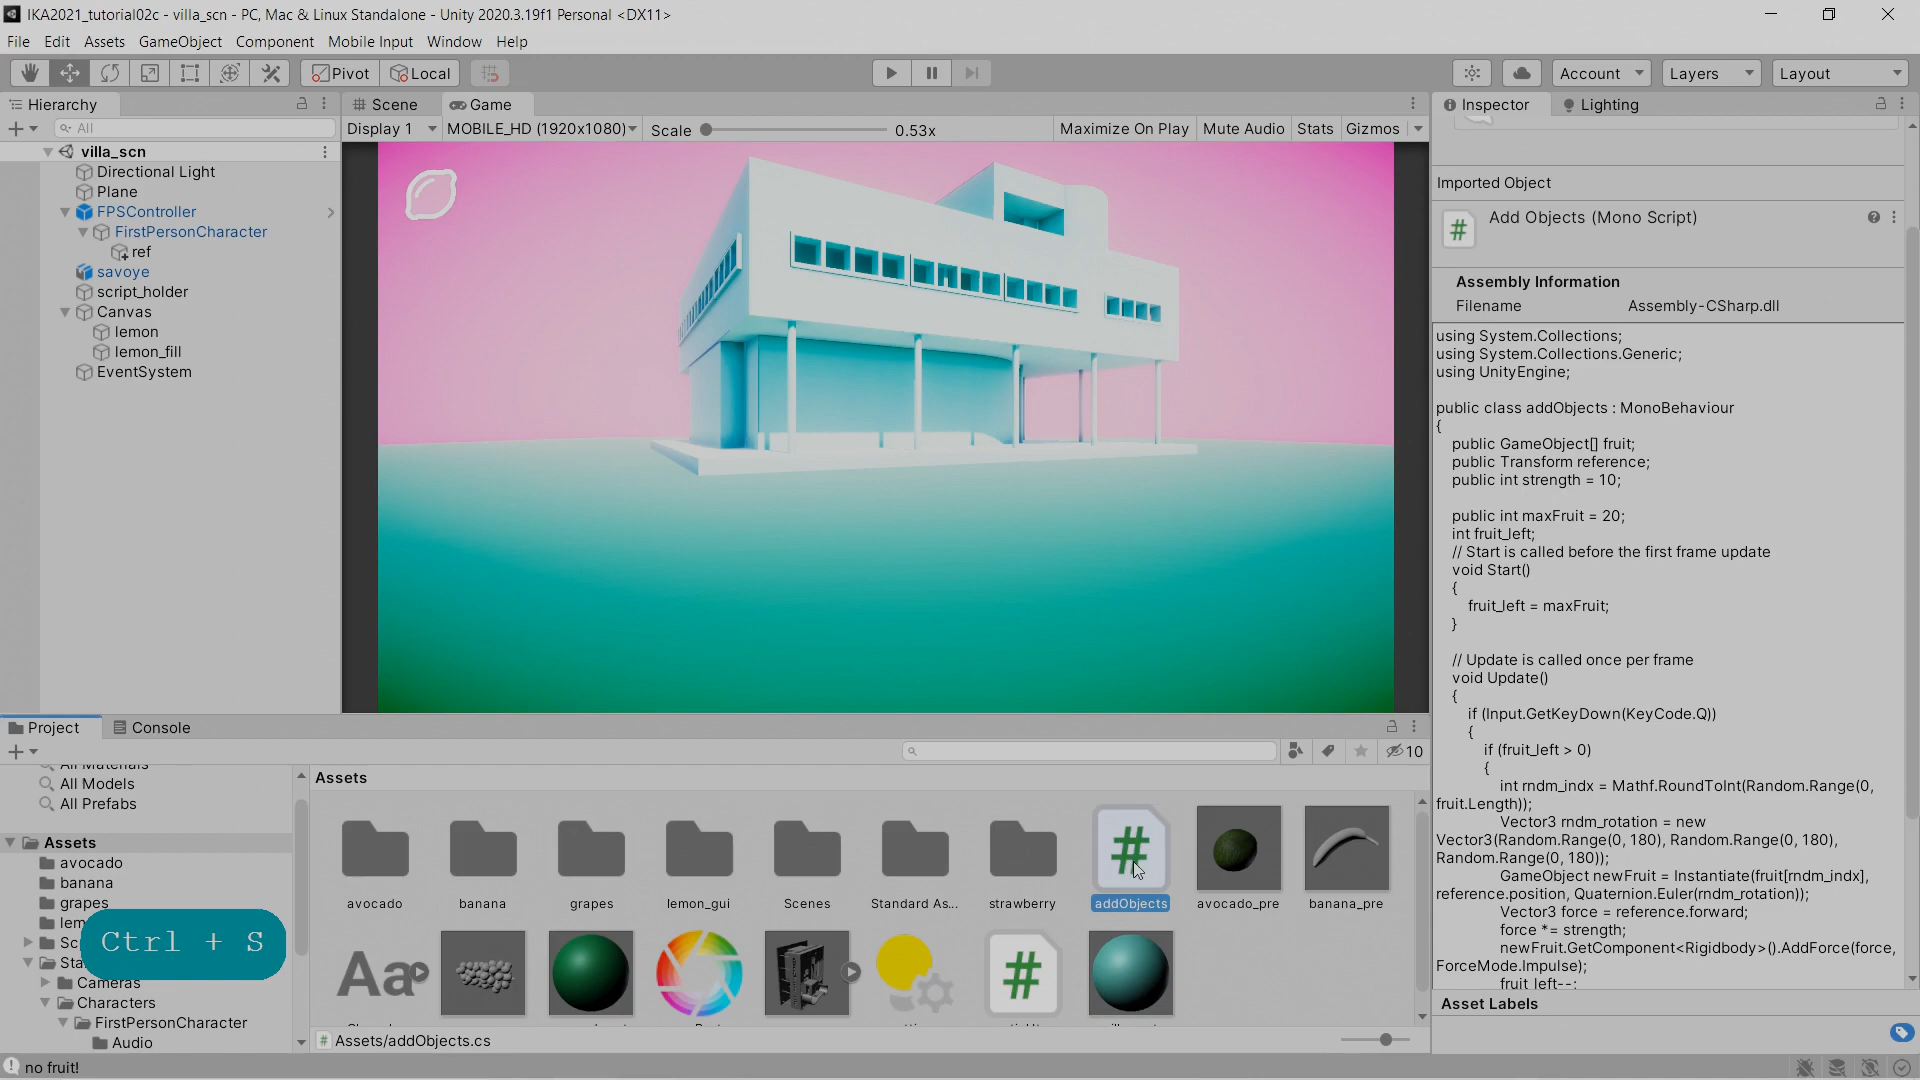 IKA2021_tutorial02c - villa_scn - PC, Mac & Linux Standalone - Unity 2020.3.19f1 Personal <DX11>
File Edit Assets GameObject Component Mobile Input Window Help
Pivot Local Account Layers Layout
Hierarchy Scene Game Inspector Lighting
All Display 1 MOBILE_HD (1920x1080) Scale 0.53x Maximize On Play Mute Audio Stats Gizmos
villa_scn
Directional Light
Plane
FPSController
FirstPersonCharacter
ref
savoye
script_holder
Canvas
lemon
lemon_fill
EventSystem
Imported Object
Add Objects (Mono Script)
Assembly Information
Filename Assembly-CSharp.dll
using System.Collections;
using System.Collections.Generic;
using UnityEngine;
public class addObjects : MonoBehaviour
{
public GameObject[] fruit;
public Transform reference;
public int strength = 10;
public int maxFruit = 20;
int fruit_left;
// Start is called before the first frame update
void Start()
{
fruit_left = maxFruit;
}
// Update is called once per frame
void Update()
{
if (Input.GetKeyDown(KeyCode.Q))
{
if (fruit_left > 0)
{
int rndm_indx = Mathf.RoundToInt(Random.Range(0,
fruit.Length));
Vector3 rndm_rotation = new
Vector3(Random.Range(0, 180), Random.Range(0, 180),
Random.Range(0, 180));
GameObject newFruit = Instantiate(fruit[rndm_indx],
reference.position, Quaternion.Euler(rndm_rotation));
Vector3 force = reference.forward;
force *= strength;
newFruit.GetComponent<Rigidbody>().AddForce(force,
ForceMode.Impulse);
fruit_left--;
Asset Labels
Project Console
10
All Materials
All Models
All Prefabs
Assets
avocado
banana
grapes
lem
Sc
Sta
Cameras
Characters
FirstPersonCharacter
Audio
Ctrl + S
Assets
avocado banana grapes lemon_gui Scenes Standard As... strawberry addObjects avocado_pre banana_pre
Aa
Assets/addObjects.cs
no fruit!